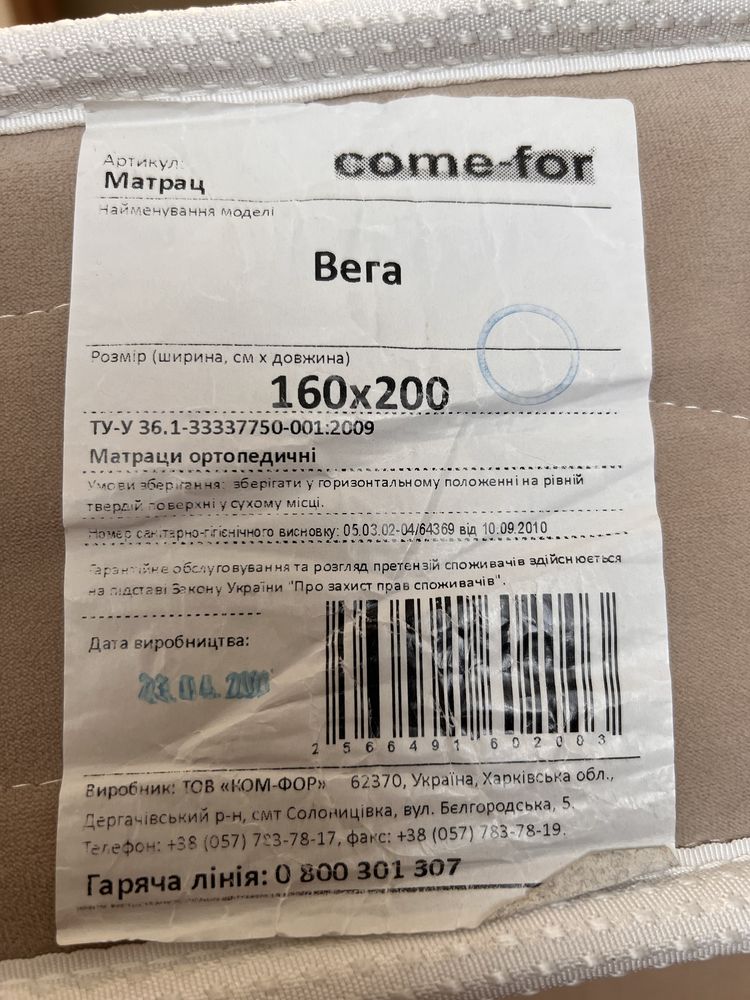 Артикул:
come-for
Матрац
Найменування моделі
Вега
Розмір (ширина, см х довжина)
160x200
ТУ-У 36.1-33337750-001:2009
Матраци ортопедичні
Умови зберігання: зберігати у горизонтальному положенні на рівній
твердій поверхні у сухому місці.
Номер санітарно-гігієнічного висновку: 05.03.02-04/64369 від 10.09.2010
Гарантійне обслуговування та розгляд претензій споживачів здійснюється
на підставі Закону України "Про захист прав споживачів".
Дата виробництва:
23.04.
2566491602003
Виробник: ТОВ «КОМ-ФОР» 62370, Україна, Харківська обл.,
Дергачівський р-н, смт Солоницівка, вул. Бєлгородська, 5.
Телефон: +38 (057) 783-78-17, факс: +38 (057) 783-78-19.
Гаряча лінія: 0 800 301 307